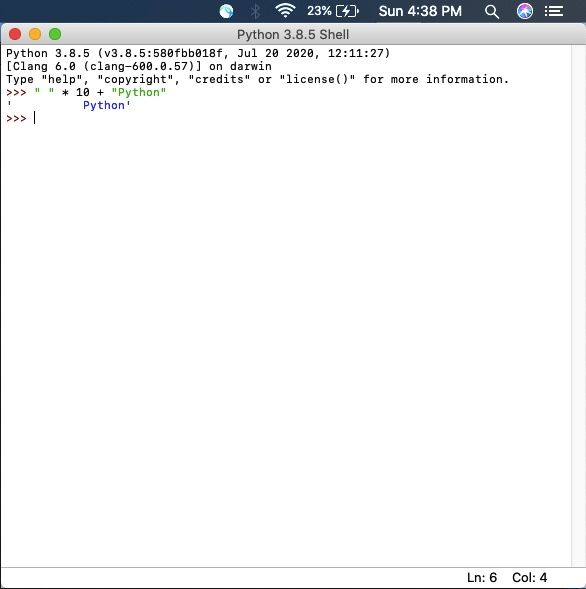 23% Sun 4:38 PM
Python 3.8.5 Shell
Python 3.8.5 (v3.8.5:580fbb018f, Jul 20 2020, 12:11:27)
[Clang 6.0 (clang-600.0.57)] on darwin
Type "help", "copyright", "credits" or "license()" for more information.
>>> " " * 10 + "Python"
'          Python'
>>>
Ln: 6 Col: 4